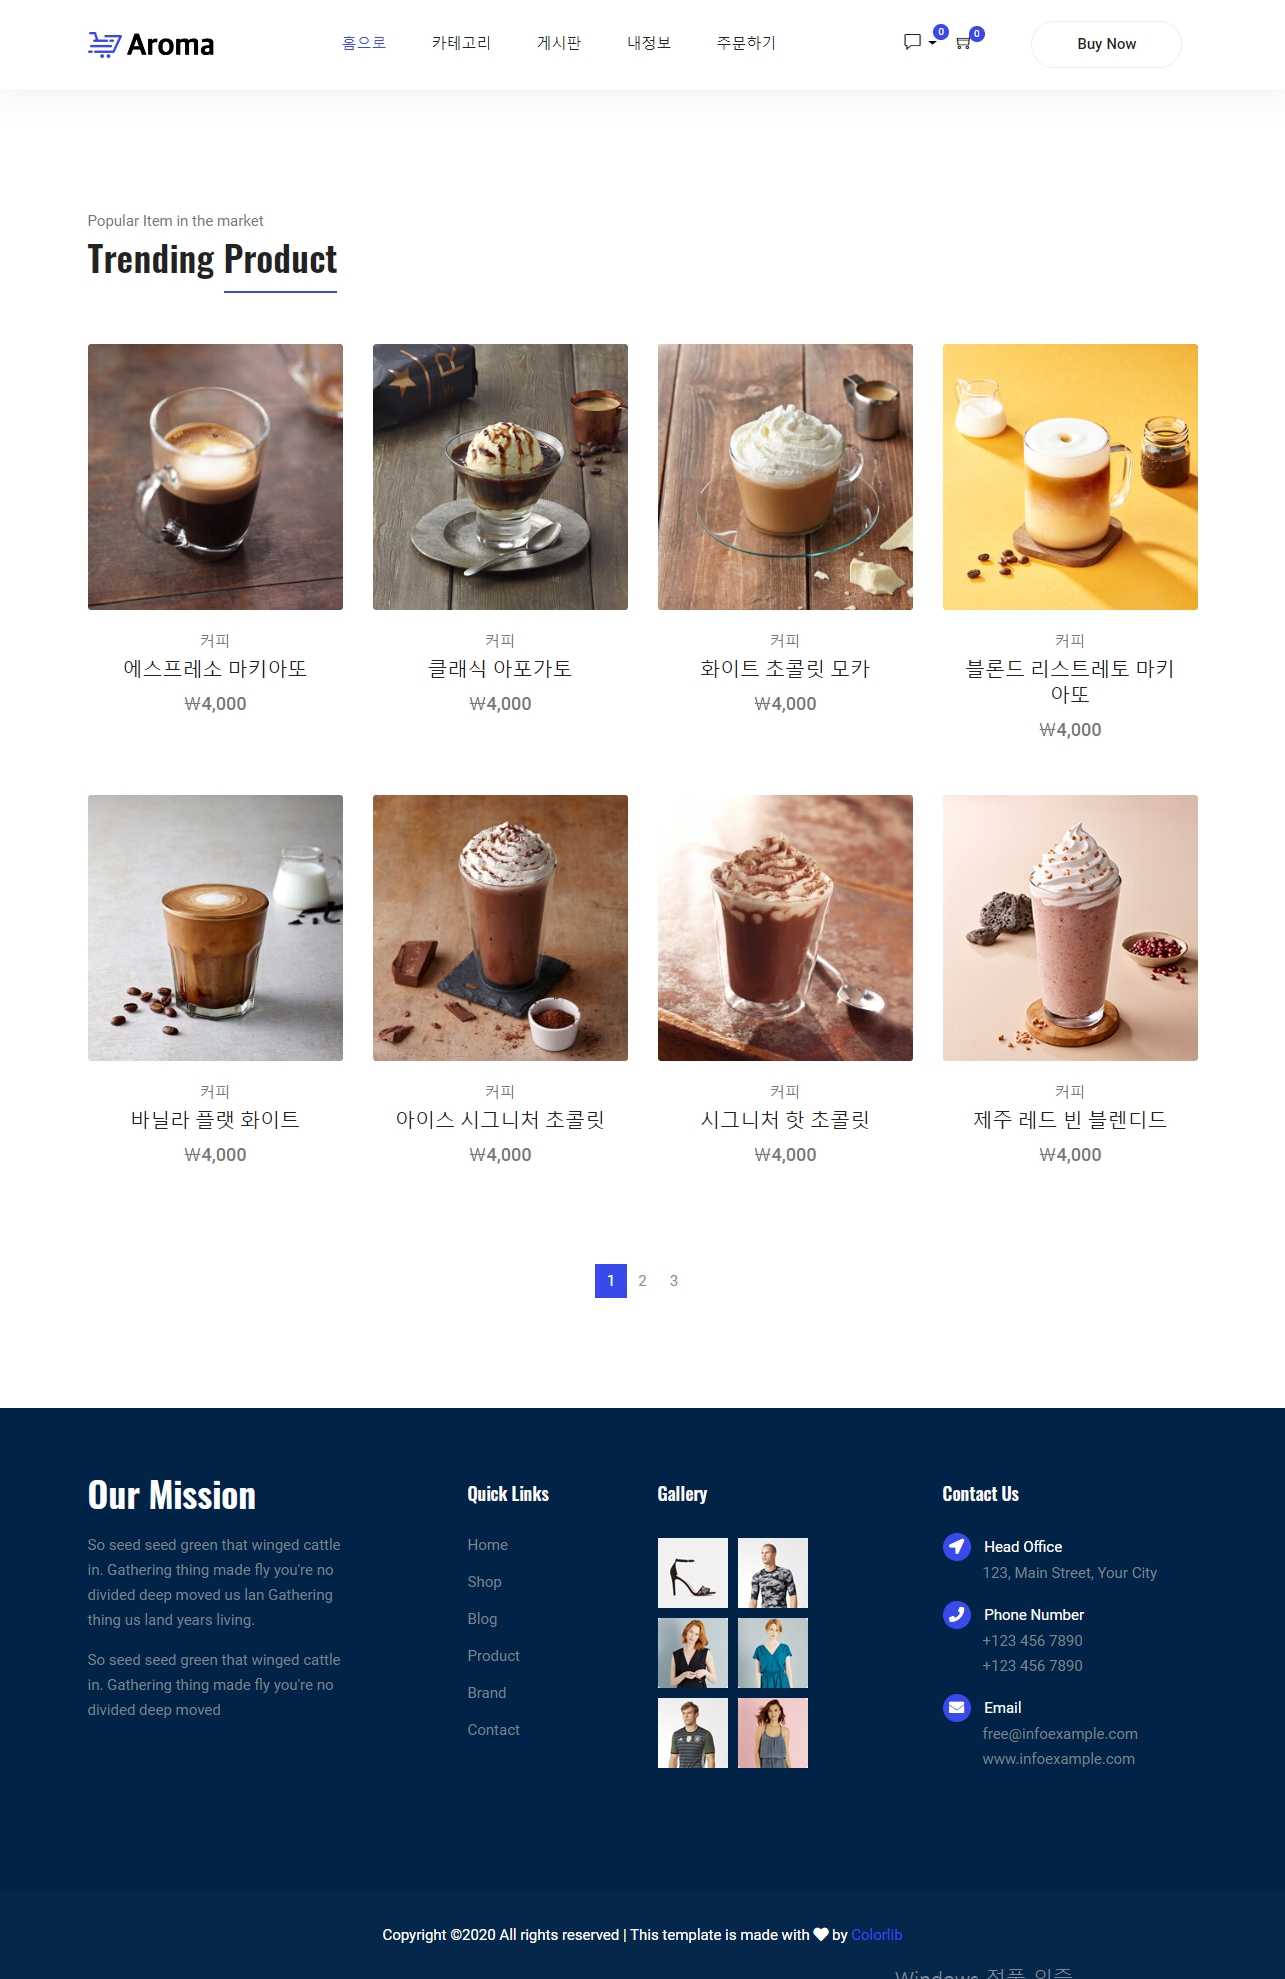 Aroma
홈으로 카테고리 게시판 내정보 주문하기
0 0
Buy Now
Popular Item in the market
Trending Product
커피
에스프레소 마키아또
₩4,000
커피
클래식 아포가토
₩4,000
커피
화이트 초콜릿 모카
₩4,000
커피
블론드 리스트레토 마키
아또
₩4,000
커피
바닐라 플랫 화이트
₩4,000
커피
아이스 시그니처 초콜릿
₩4,000
커피
시그니처 핫 초콜릿
₩4,000
커피
제주 레드 빈 블렌디드
₩4,000
1 2 3
Our Mission
So seed seed green that winged cattle
in. Gathering thing made fly you're no
divided deep moved us lan Gathering
thing us land years living.
So seed seed green that winged cattle
in. Gathering thing made fly you're no
divided deep moved
Quick Links
Home
Shop
Blog
Product
Brand
Contact
Gallery
Contact Us
Head Office
123, Main Street, Your City
Phone Number
+123 456 7890
+123 456 7890
Email
free@infoexample.com
www.infoexample.com
Copyright ©2020 All rights reserved | This template is made with by Colorlib
Windows 정품 인증